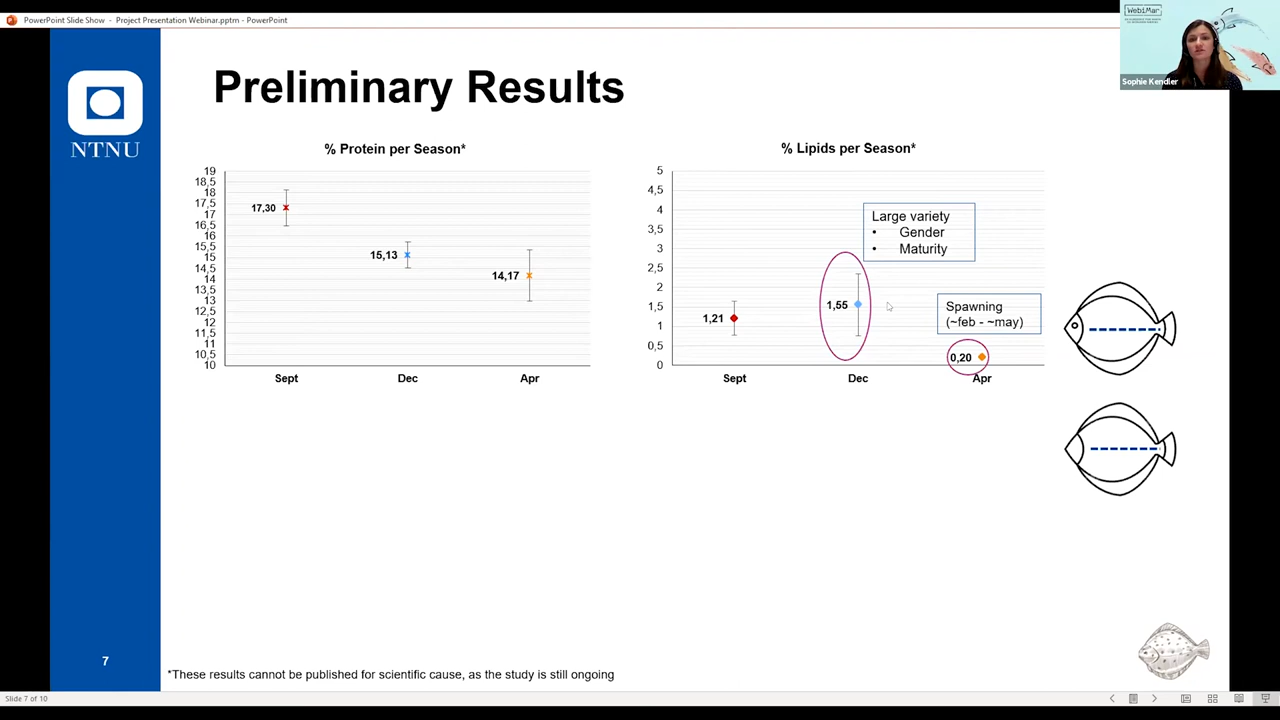 PowerPoint Slide Show - Project Presentation Webinar.pptm - PowerPoint
WebiMar
Sophie Kendler
NTNU
Preliminary Results
% Protein per Season*
19
18,5
18
17,5
17
16,5
16
15,5
15
14,5
14
13,5
13
12,5
12
11,5
11
10,5
10
17,30
15,13
14,17
Sept Dec Apr
% Lipids per Season*
5
4,5
4
3,5
3
2,5
2
1,5
1
0,5
0
Large variety
• Gender
• Maturity
Spawning
(~feb - ~may)
1,21
1,55
0,20
Sept Dec Apr
7
*These results cannot be published for scientific cause, as the study is still ongoing
Slide 7 of 10